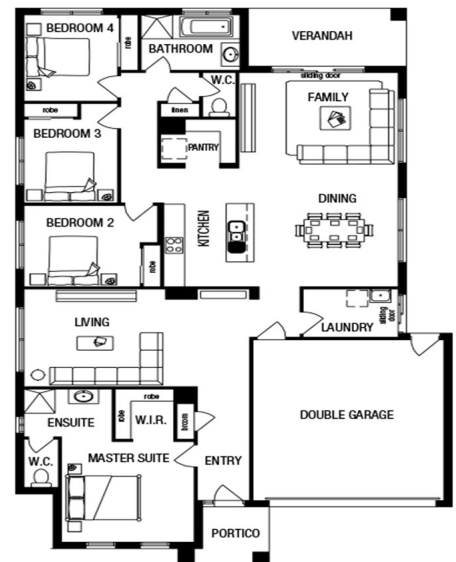 BEDROOM 4
robe
BATHROOM
VERANDAH
sliding door
W.C.
FAMILY
robe
linen
BEDROOM 3
PANTRY
DINING
BEDROOM 2
KITCHEN
robe
LIVING
LAUNDRY
sliding door
robe
ENSUITE
robe
W.I.R.
broom
DOUBLE GARAGE
W.C.
MASTER SUITE
ENTRY
PORTICO